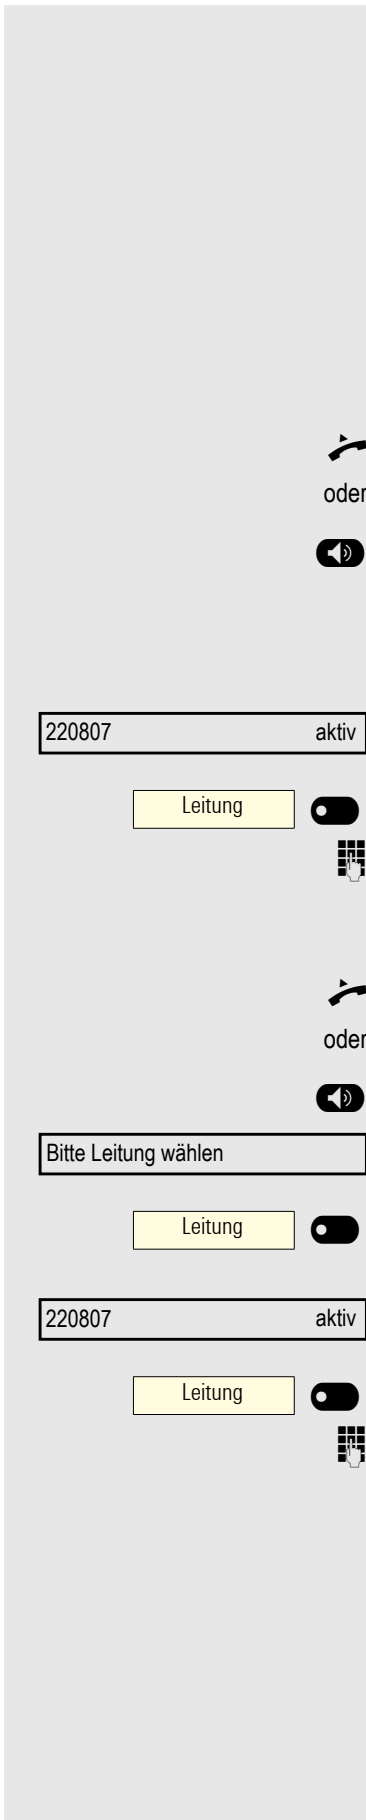 oder
220807 aktiv
Leitung
oder
Bitte Leitung wählen
Leitung
220807 aktiv
Leitung